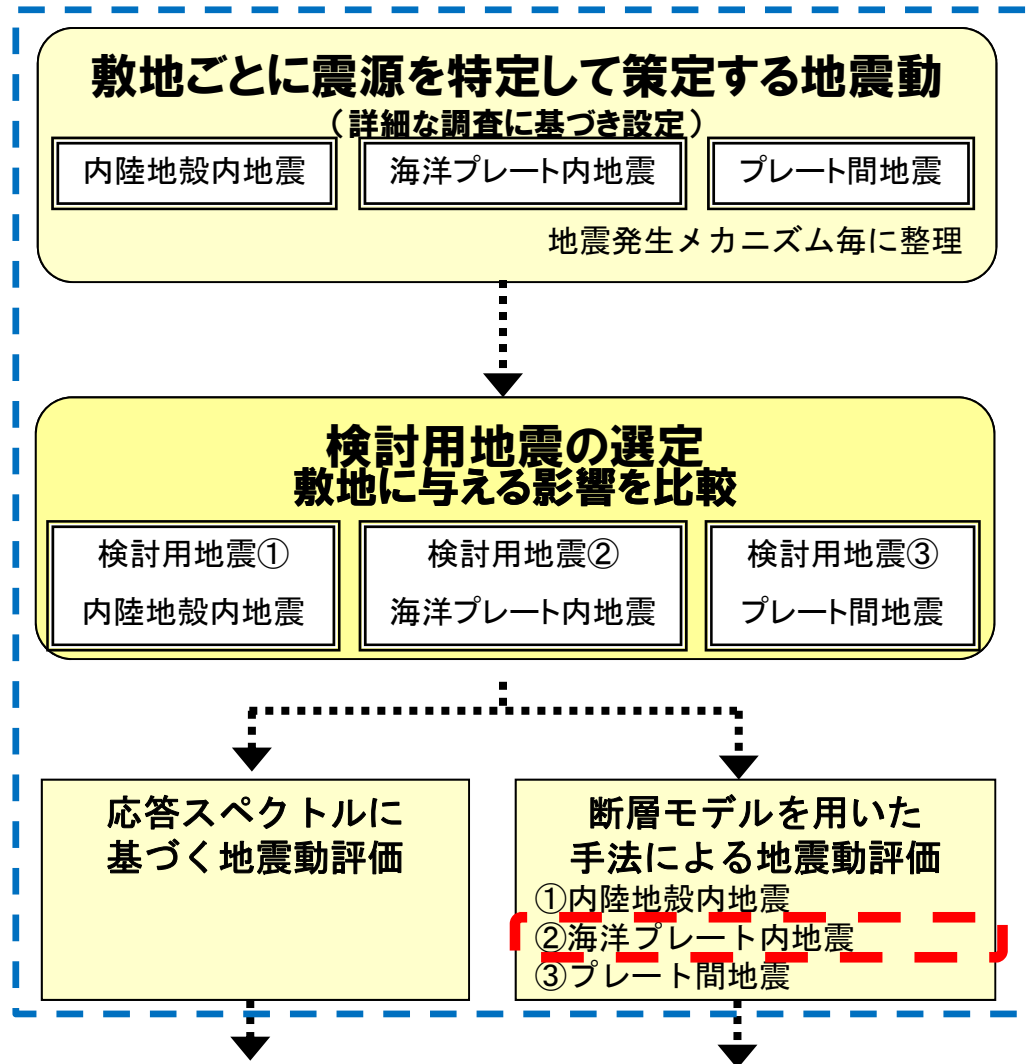 敷地ごとに震源を特定して策定する地震動
（詳細な調査に基づき設定）
内陸地殻内地震
海洋プレート内地震
プレート間地震
地震発生メカニズム毎に整理
検討用地震の選定
敷地に与える影響を比較
検討用地震①
内陸地殻内地震
検討用地震②
海洋プレート内地震
検討用地震③
プレート間地震
応答スペクトルに
基づく地震動評価
断層モデルを用いた
手法による地震動評価
①内陸地殻内地震
②海洋プレート内地震
③プレート間地震